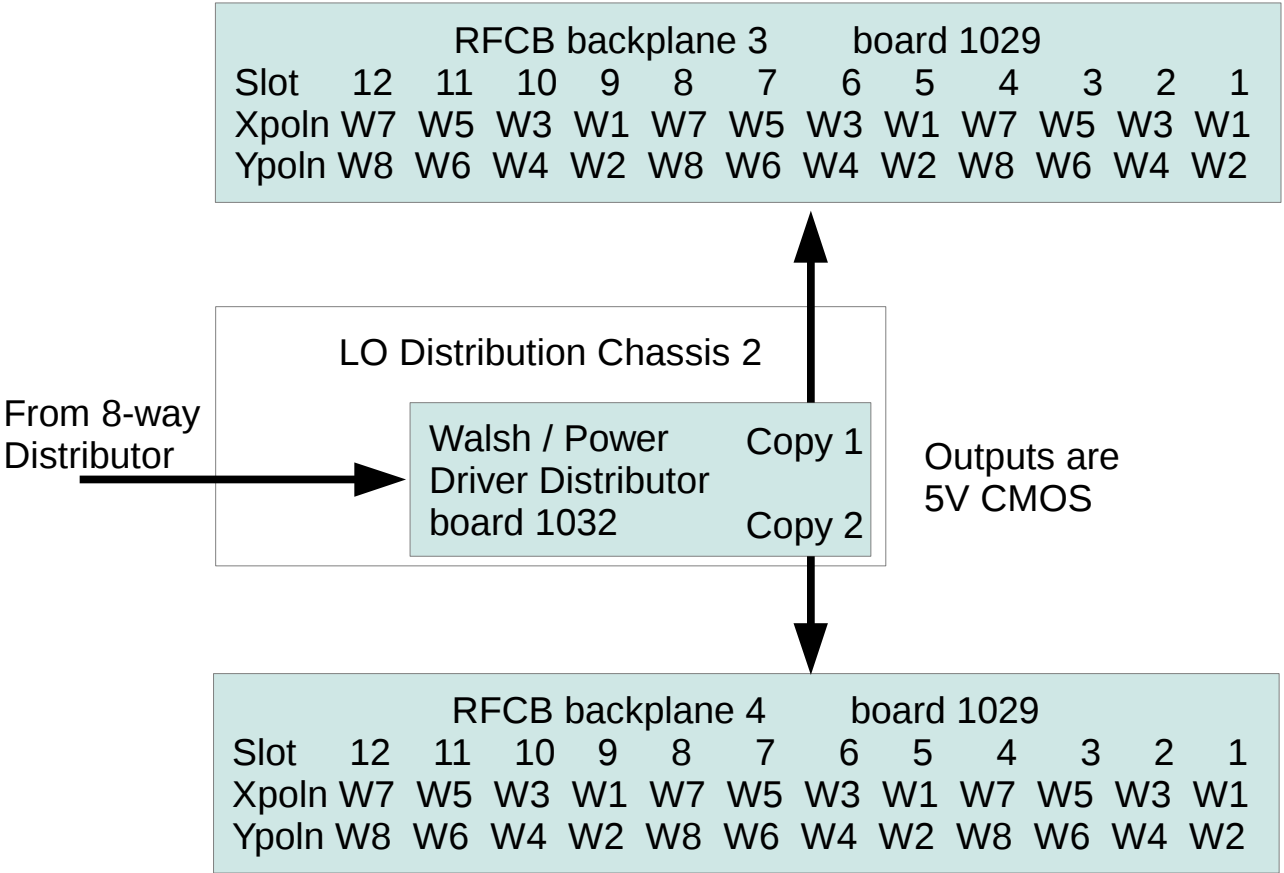 RFCB backplane 3 board 1029
Slot 12 11 10 9 8 7 6 5 4 3 2 1
Xpoln W7 W5 W3 W1 W7 W5 W3 W1 W7 W5 W3 W1
Ypoln W8 W6 W4 W2 W8 W6 W4 W2 W8 W6 W4 W2
LO Distribution Chassis 2
From 8-way
Distributor
Walsh / Power
Driver Distributor
board 1032
Copy 1
Copy 2
Outputs are
5V CMOS
RFCB backplane 4 board 1029
Slot 12 11 10 9 8 7 6 5 4 3 2 1
Xpoln W7 W5 W3 W1 W7 W5 W3 W1 W7 W5 W3 W1
Ypoln W8 W6 W4 W2 W8 W6 W4 W2 W8 W6 W4 W2